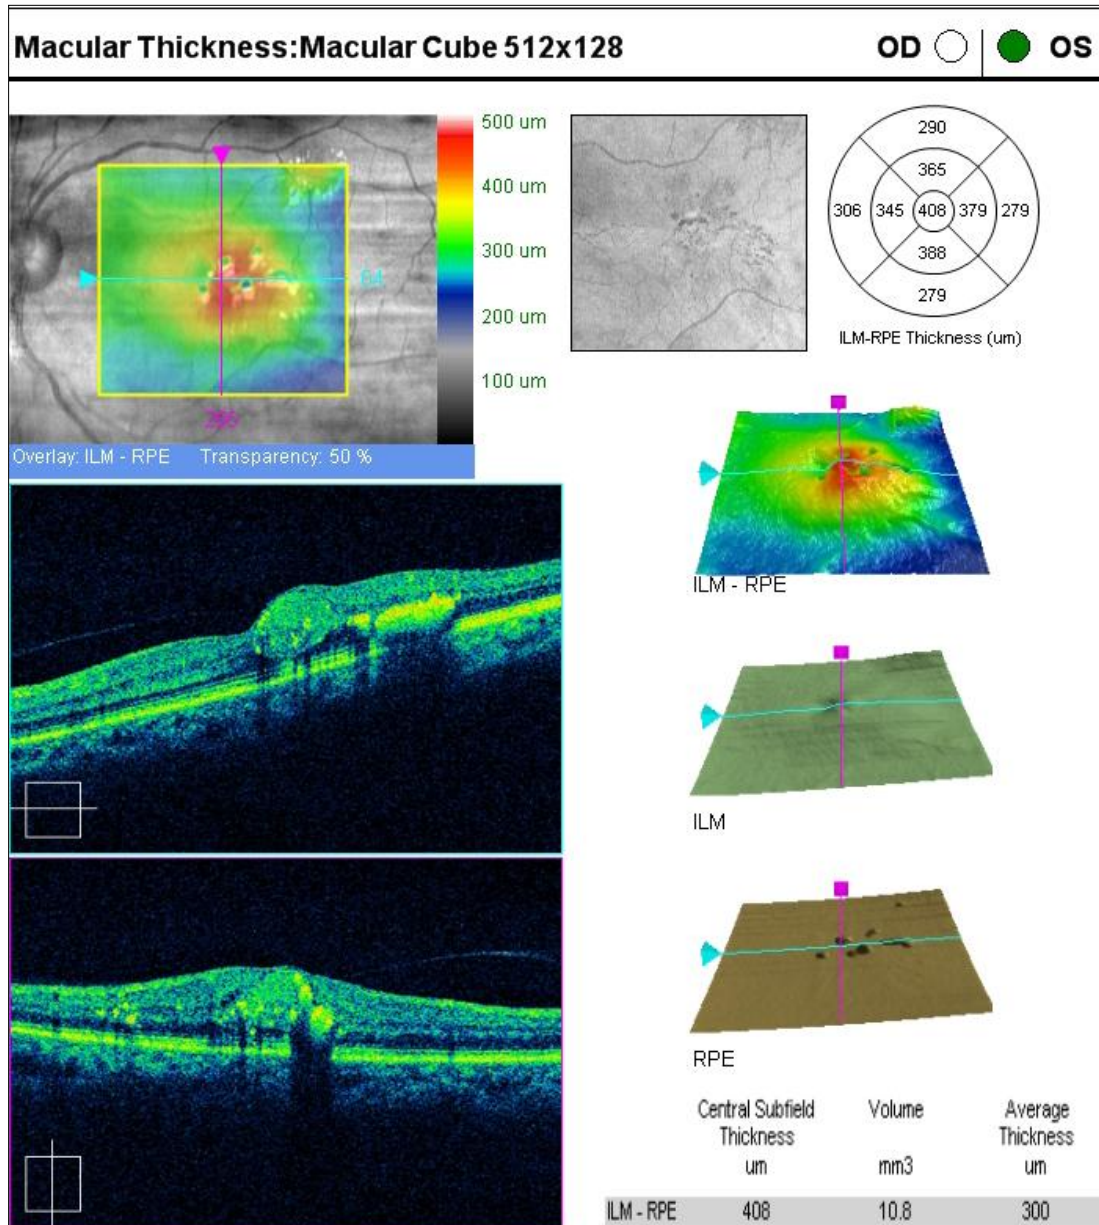 Macular Thickness:Macular Cube 512x128 OD OS
500 um
400 um
300 um
200 um
100 um
64
Overlay: ILM - RPE Transparency: 50 %
290
365
306 345 408 379 279
388
279
ILM-RPE Thickness (um)
ILM - RPE
ILM
RPE
Central Subfield Thickness um
Volume mm3
Average Thickness um
ILM - RPE 408 10.8 300